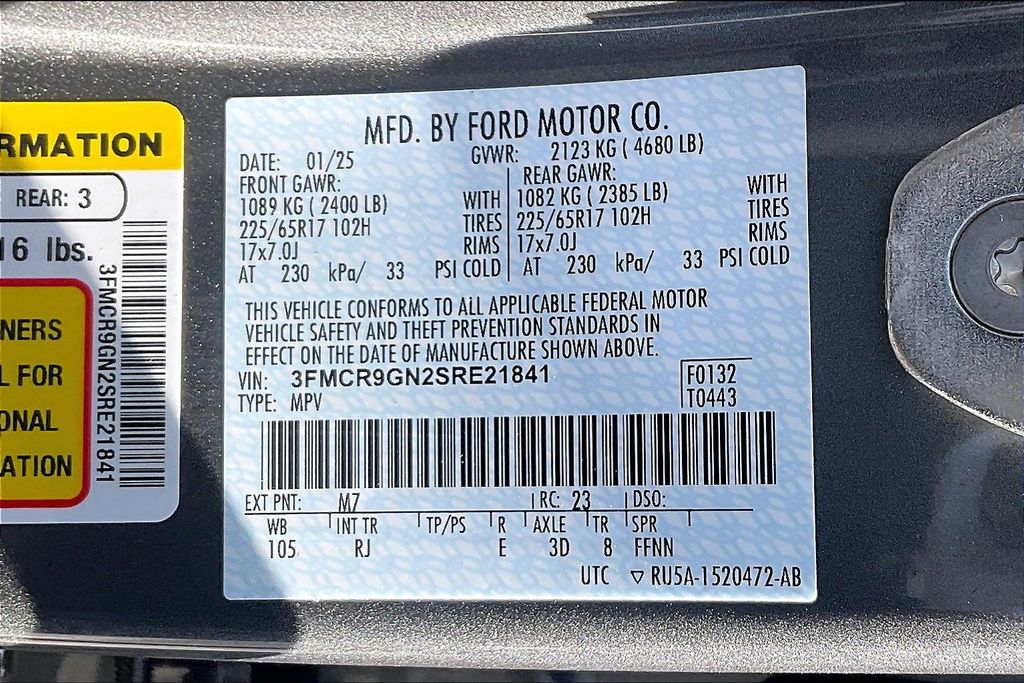 RMATION
REAR: 3
16 lbs.
NERS
L FOR
ONAL
ATION
3FMCR9GN2SRE21841
MFD. BY FORD MOTOR CO.
DATE: 01/25 GVWR: 2123 KG ( 4680 LB)
FRONT GAWR: REAR GAWR:
1089 KG ( 2400 LB) WITH 1082 KG ( 2385 LB) WITH
225/65R17 102H TIRES 225/65R17 102H TIRES
17x7.0J RIMS 17x7.0J RIMS
AT 230 kPa/ 33 PSI COLD AT 230 kPa/ 33 PSI COLD
THIS VEHICLE CONFORMS TO ALL APPLICABLE FEDERAL MOTOR
VEHICLE SAFETY AND THEFT PREVENTION STANDARDS IN
EFFECT ON THE DATE OF MANUFACTURE SHOWN ABOVE.
VIN: 3FMCR9GN2SRE21841 F0132
TYPE: MPV T0443
EXT PNT: M7 RC: 23 DSO:
WB INT TR TP/PS R AXLE TR SPR
105 RJ E 3D 8 FFNN
UTC ▽ RU5A-1520472-AB